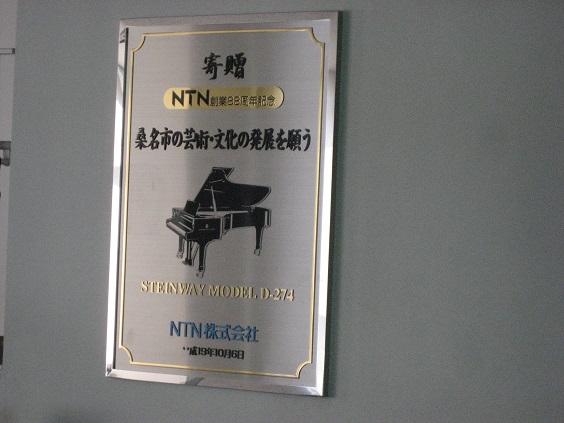 寄贈
NTN創業88周年記念
桑名市の芸術・文化の発展を願う
STEINWAY MODEL D-274
NTN株式会社
平成19年10月6日